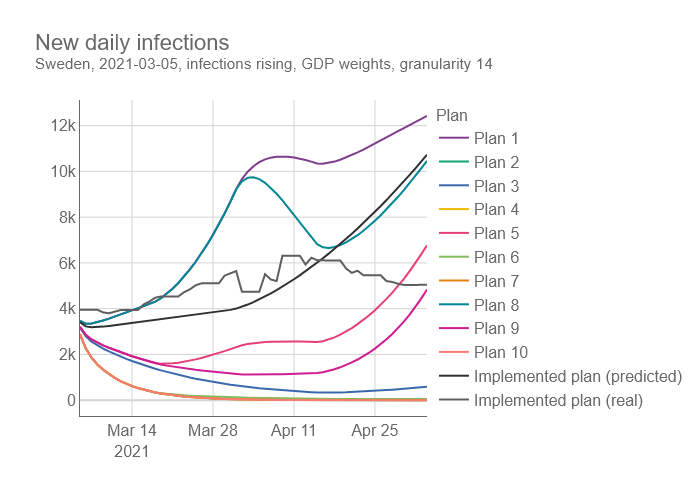 New daily infections
Sweden, 2021-03-05, infections rising, GDP weights, granularity 14
Plan
12k
10k
8k
6k
4k
2k
0
Plan 1
Plan 2
Plan 3
Plan 4
Plan 5
Plan 6
Plan 7
Plan 8
Plan 9
Plan 10
Implemented plan (predicted)
Implemented plan (real)
Mar 14
2021
Mar 28
Apr 11
Apr 25